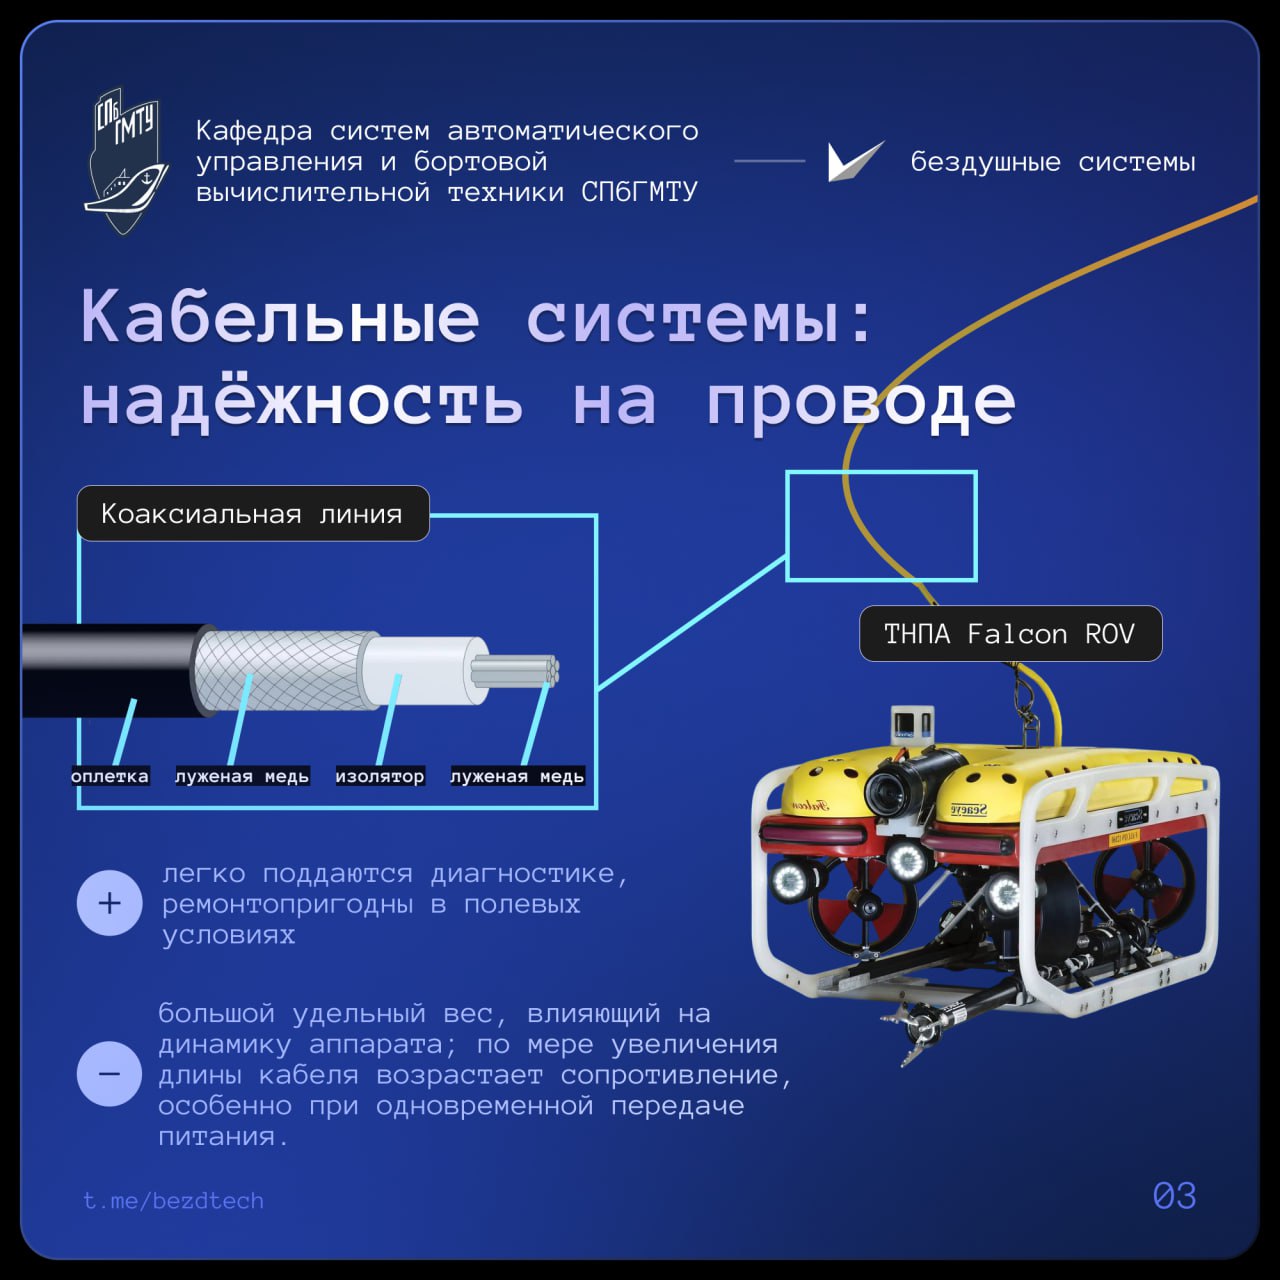 СПб
ГМТУ
Кафедра систем автоматического
управления и бортовой
вычислительной техники СПбГМТУ
бездушные системы
Кабельные системы:
надёжность на проводе
Коаксиальная линия
ТНПА Falcon ROV
оплетка
луженая медь
изолятор
луженая медь
Falcon
Seaeye
легко поддаются диагностике,
ремонтопригодны в полевых
условиях
большой удельный вес, влияющий на
динамику аппарата; по мере увеличения
длины кабеля возрастает сопротивление,
особенно при одновременной передаче
питания.
t.me/bezdtech
03